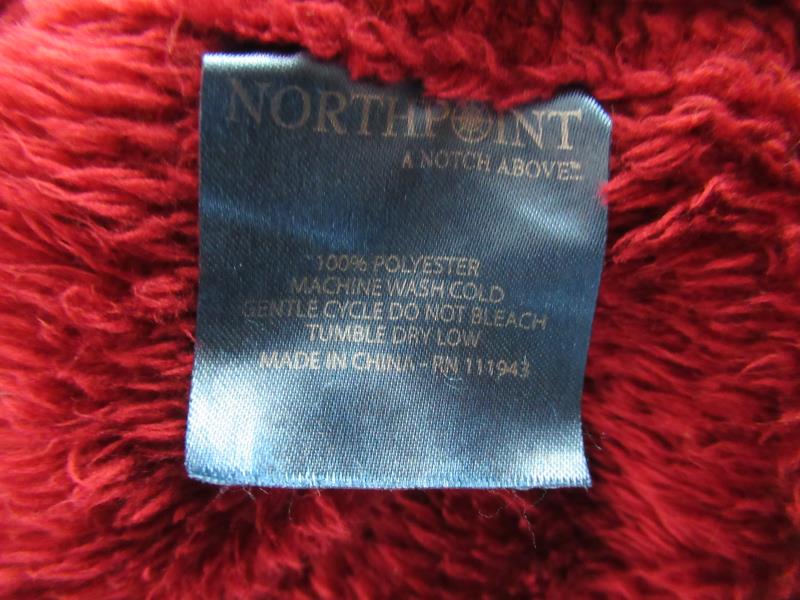 NORTHPOINT
A NOTCH ABOVE™
100% POLYESTER
MACHINE WASH COLD
GENTLE CYCLE DO NOT BLEACH
TUMBLE DRY LOW
MADE IN CHINA - RN 111943